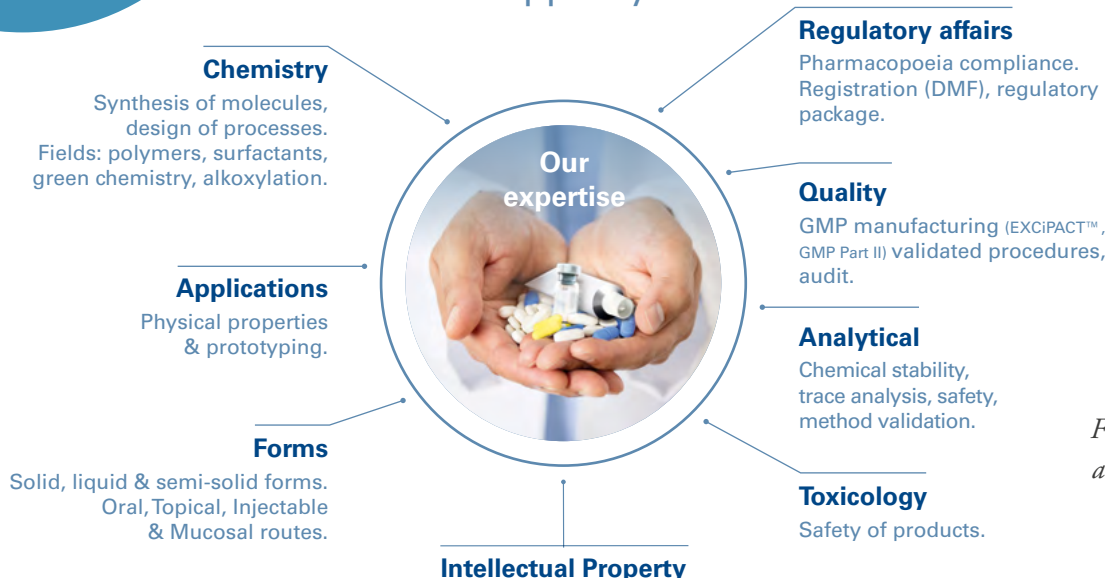 Chemistry
Synthesis of molecules,
design of processes.
Fields: polymers, surfactants,
green chemistry, alkoxylation.
Applications
Physical properties
& prototyping.
Forms
Solid, liquid & semi-solid forms.
Oral, Topical, Injectable
& Mucosal routes.
Our
expertise
Intellectual Property
Regulatory affairs
Pharmacopoeia compliance.
Registration (DMF), regulatory
package.
Quality
GMP manufacturing (EXCiPACT™,
GMP Part II) validated procedures,
audit.
Analytical
Chemical stability,
trace analysis, safety,
method validation.
Toxicology
Safety of products.